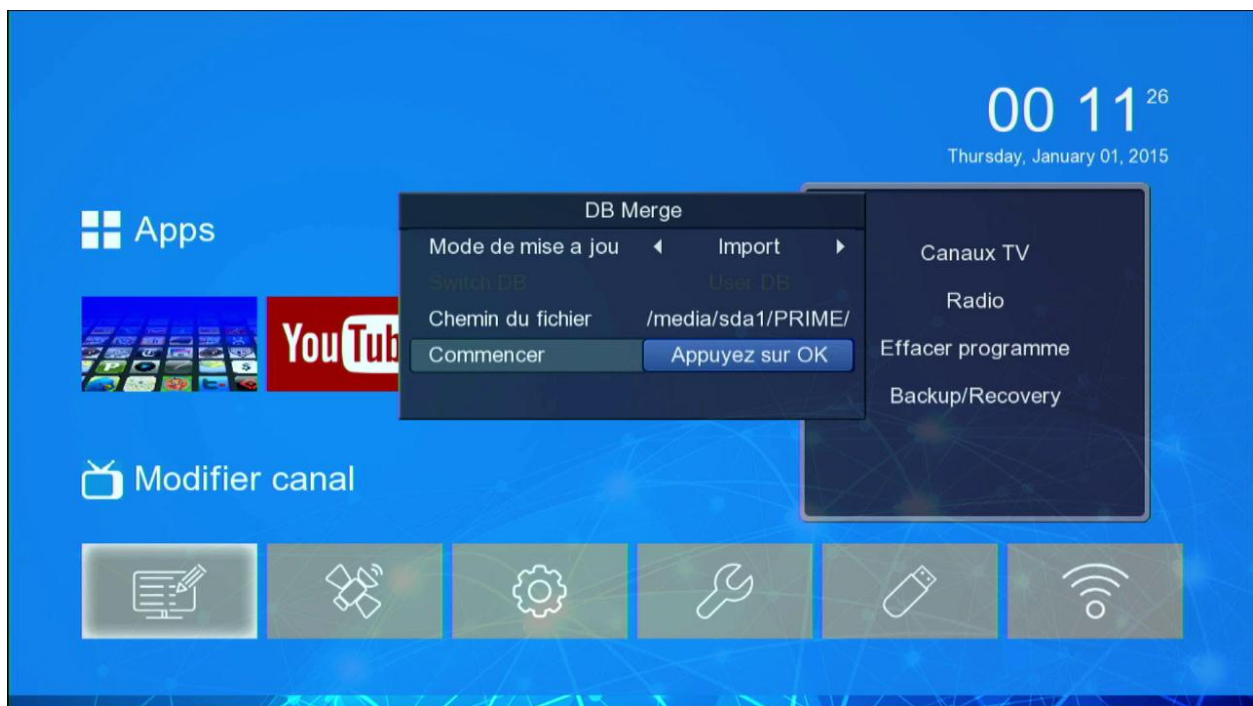 00 11 26
Thursday, January 01, 2015
Apps
YouTub
DB Merge
Mode de mise a jou Import
Switch DB User DB
Chemin du fichier /media/sda1/PRIME/
Commencer Appuyez sur OK
Canaux TV
Radio
Effacer programme
Backup/Recovery
Modifier canal